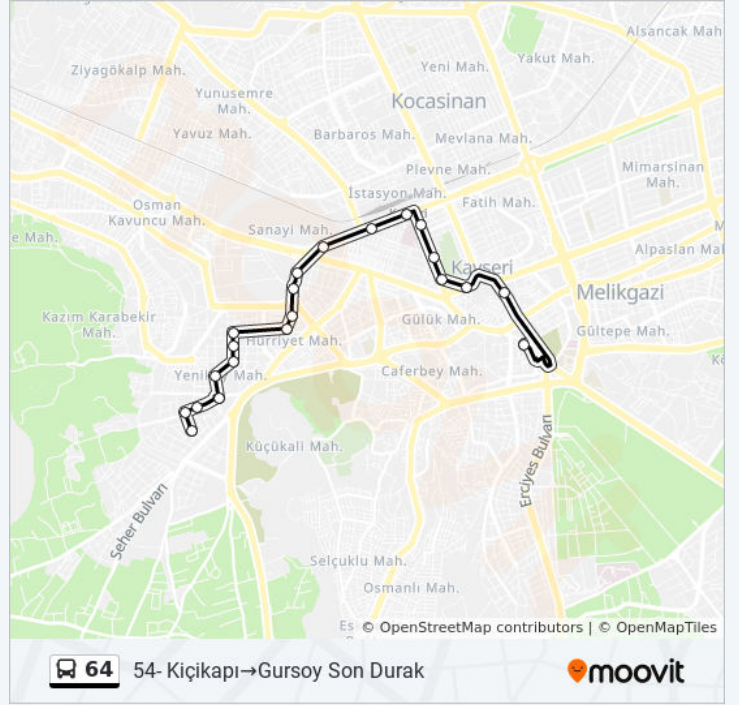 Alsancak Mah
Ziyagökalp Mah.
Yeni Mah.
Yakut Mah.
Yunusemre
Mah.
Kocasinan
Yavuz Mah.
Barbaros Mah.
Mevlana Mah.
Plevne Mah.
Mimarsinan
Mah.
İstasyon Mah.
Osman
Kavuncu Mah.
Fatih Mah.
Sanayi Mah.
e Mah.
Alpaslan Mal
Kayseri
Melikgazi
Kazım Karabekir
Mah.
Gülük Mah.
Gültepe Mah.
Hürriyet Mah.
Caferbey Mah.
Mah.
Küçükali Mah.
Erciyes Bulvarı
Seher Bulvarı
Selçuklu Mah.
Osmanlı Mah.
Es
© OpenStreetMap contributors | © OpenMapTiles
64 54- Kiçikapı→Gursoy Son Durak moovit